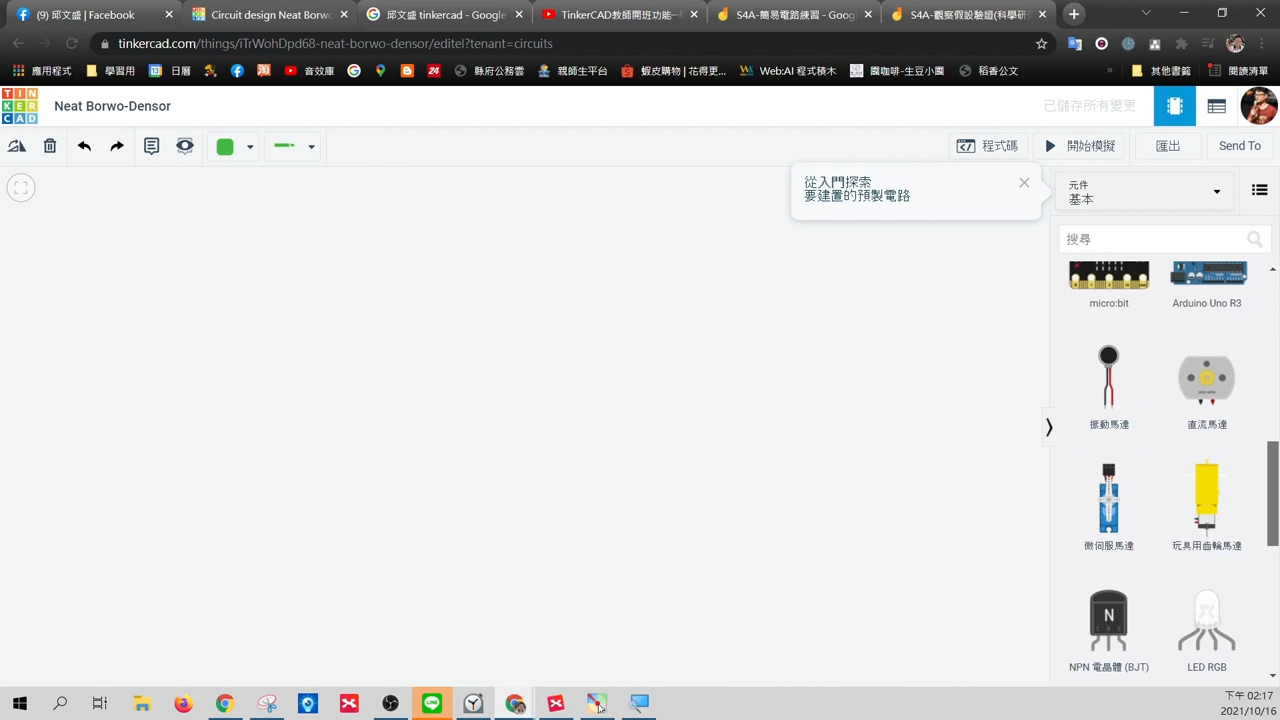 (9) 邱文盛 | Facebook
Circuit design Neat Borwo
邱文盛 tinkercad - Google
TinkerCAD教師開班功能
S4A-簡易電路練習 - Goog
S4A-觀察假設驗證(科學研
tinkercad.com/things/iTrWohDpd68-neat-borwo-densor/editel?tenant=circuits
應用程式
學習用
日曆
音效庫
縣府公雲
親師生平台
蝦皮購物 | 花得更...
Web:AI 程式積木
國咖啡-生豆小圖
稻香公文
»
其他書籤
閱讀清單
TIN
KER
CAD
Neat Borwo-Densor
已儲存所有變更
程式碼
開始模擬
匯出
Send To
從入門探索
要建置的預製電路
元件
基本
搜尋
micro:bit
Arduino Uno R3
振動馬達
直流馬達
微伺服馬達
玩具用齒輪馬達
N
NPN 電晶體 (BJT)
LED RGB
LINE
下午 02:17
2021/10/16